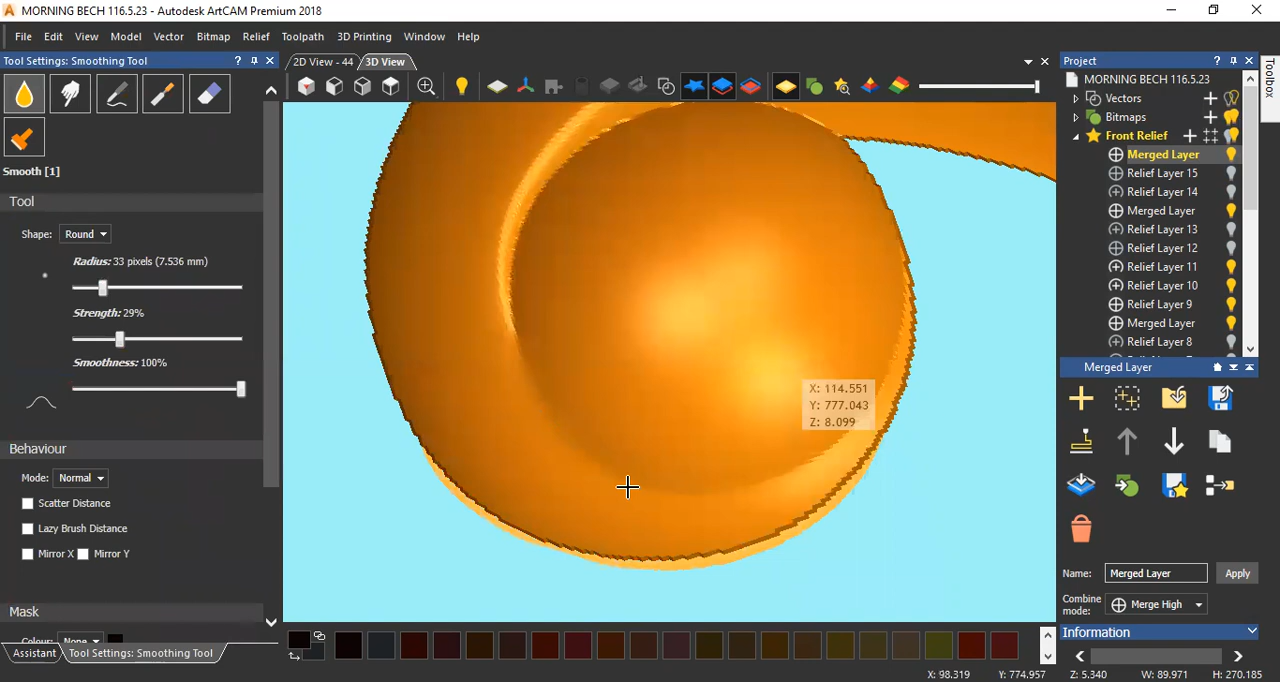 MORNING BECH 116.5.23 - Autodesk ArtCAM Premium 2018
File Edit View Model Vector Bitmap Relief Toolpath 3D Printing Window Help
Tool Settings: Smoothing Tool
2D View - 44
3D View
Smooth [1]
Tool
Shape: Round
Radius: 33 pixels (7.536 mm)
Strength: 29%
Smoothness: 100%
Behaviour
Mode: Normal
Scatter Distance
Lazy Brush Distance
Mirror X Mirror Y
Mask
Colour: None
Assistant
Tool Settings: Smoothing Tool
X: 114.551
Y: 777.043
Z: 8.099
Project
Toolbox
MORNING BECH 116.5.23
Vectors
Bitmaps
Front Relief
Merged Layer
Relief Layer 15
Relief Layer 14
Merged Layer
Relief Layer 13
Relief Layer 12
Relief Layer 11
Relief Layer 10
Relief Layer 9
Merged Layer
Relief Layer 8
Merged Layer
Name: Merged Layer Apply
Combine mode: Merge High
Information
X: 98.319 Y: 774.957 Z: 5.340 W: 89.971 H: 270.185